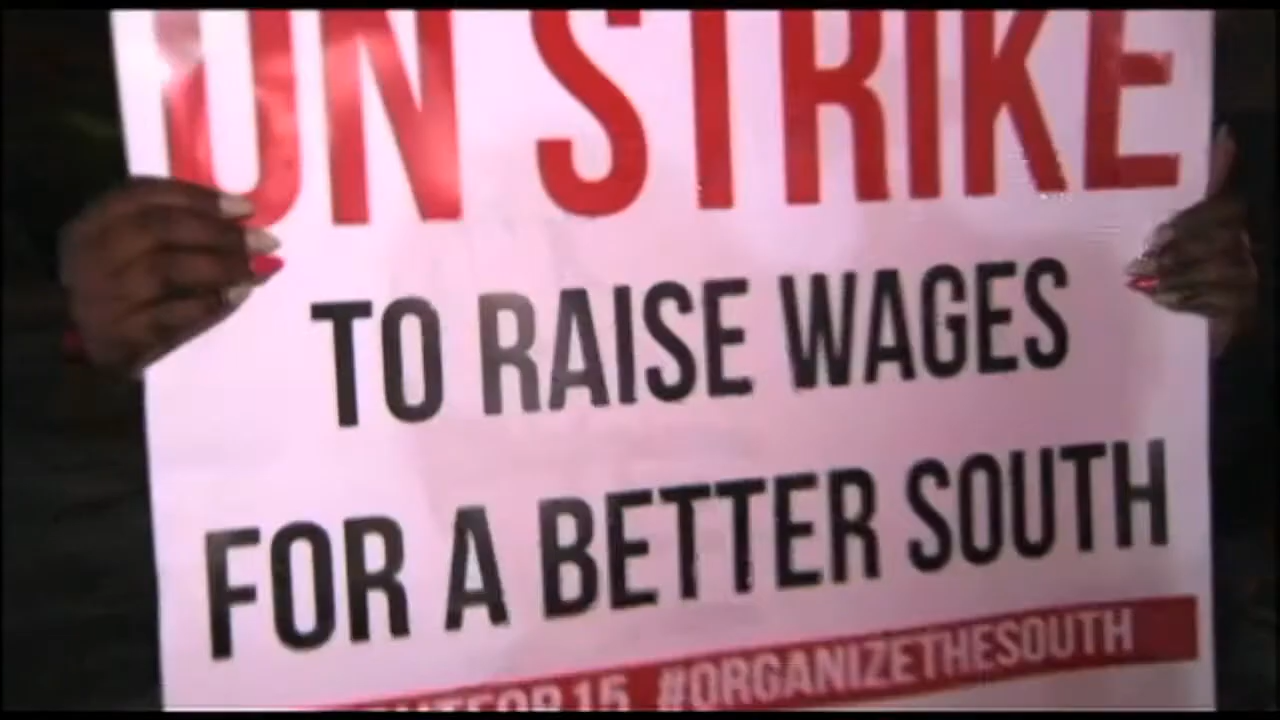 ON STRIKE
TO RAISE WAGES
FOR A BETTER SOUTH
#ORGANIZETHESOUTH